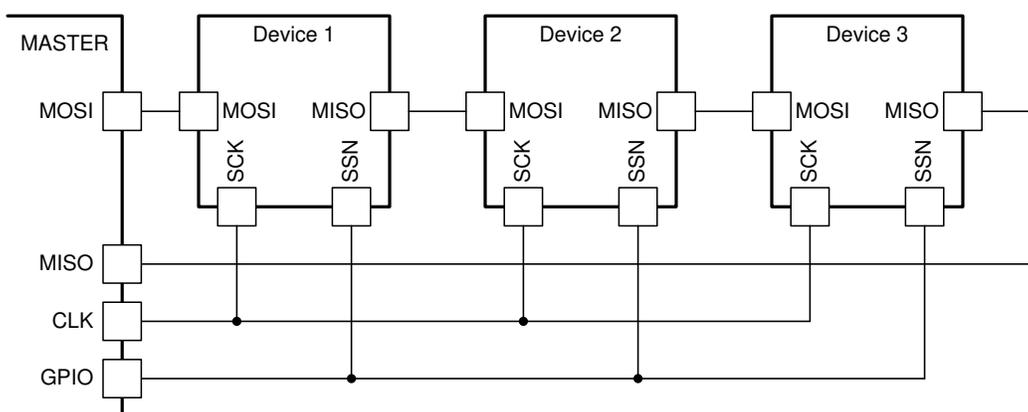 MASTER
Device 1
Device 2
Device 3
MOSI
MOSI
MISO
MOSI
MISO
MOSI
MISO
SCK
SSN
SCK
SSN
SCK
SSN
MISO
CLK
GPIO